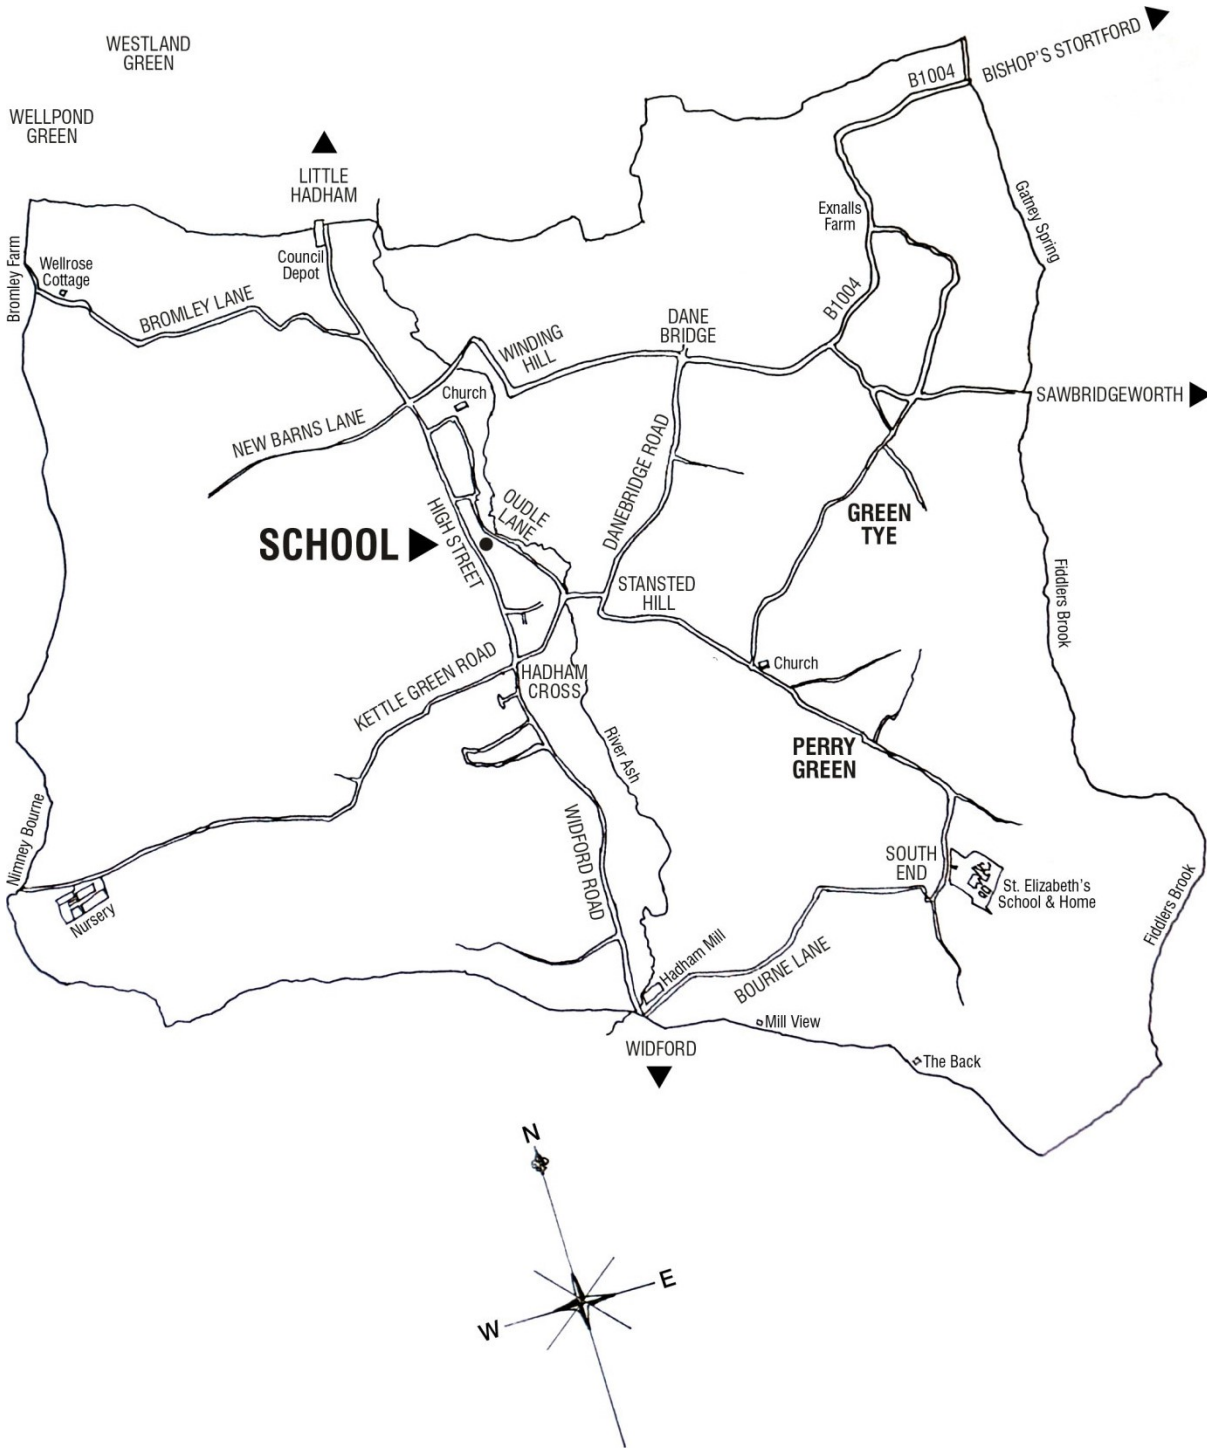 WESTLAND
GREEN
WELLPOND
GREEN
B1004
BISHOP'S STORTFORD
LITTLE
HADHAM
Council
Depot
Bromley Farm
Wellrose
Cottage
BROMLEY LANE
Exnalls
Farm
Gatney Spring
B1004
DANE
BRIDGE
WINDING
HILL
Church
NEW BARNS LANE
SAWBRIDGEWORTH
SCHOOL
HIGH STREET
OUDLE
LANE
DANEBRIDGE ROAD
GREEN
TYE
STANSTED
HILL
Fiddlers Brook
KETTLE GREEN ROAD
HADHAM
CROSS
Church
River Ash
PERRY
GREEN
Nimney Bourne
Nursery
WIDFORD ROAD
SOUTH
END
St. Elizabeth's
School & Home
Fiddlers Brook
Hadham Mill
BOURNE LANE
Mill View
WIDFORD
The Back
N
E
W